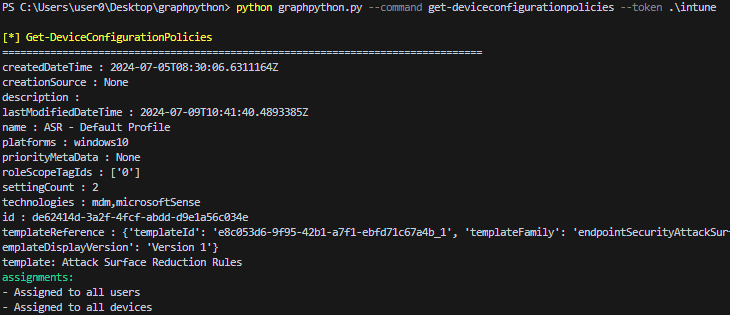 PS C:\Users\user0\Desktop\graphpython> python graphpython.py --command get-deviceconfigurationpolicies --token .\intune
[*] Get-DeviceConfigurationPolicies
================================================================================
createdDateTime : 2024-07-05T08:30:06.6311164Z
creationSource : None
description :
lastModifiedDateTime : 2024-07-09T10:41:40.4893385Z
name : ASR - Default Profile
platforms : windows10
priorityMetaData : None
roleScopeTagIds : ['0']
settingCount : 2
technologies : mdm,microsoftSense
id : de62414d-3a2f-4fcf-abdd-d9e1a56c034e
templateReference : {'templateId': 'e8c053d6-9f95-42b1-a7f1-ebfd71c67a4b_1', 'templateFamily': 'endpointSecurityAttackSur
emplateDisplayVersion': 'Version 1'}
template: Attack Surface Reduction Rules
assignments:
- Assigned to all users
- Assigned to all devices